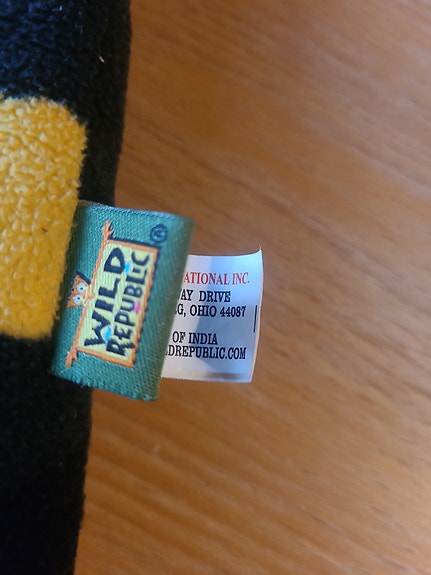 WILD
REPUBLIC
®
ATIONAL INC.
AY DRIVE
G, OHIO 44087
OF INDIA
DREPUBLIC.COM